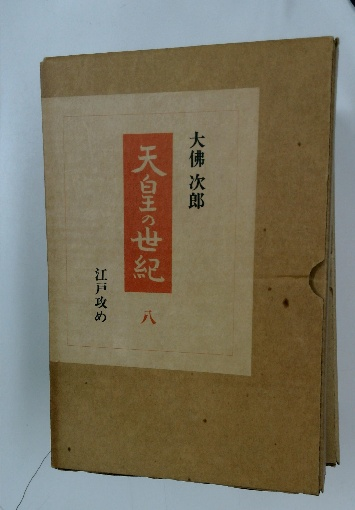 大佛次郎
天皇の世紀
八
江戸攻め